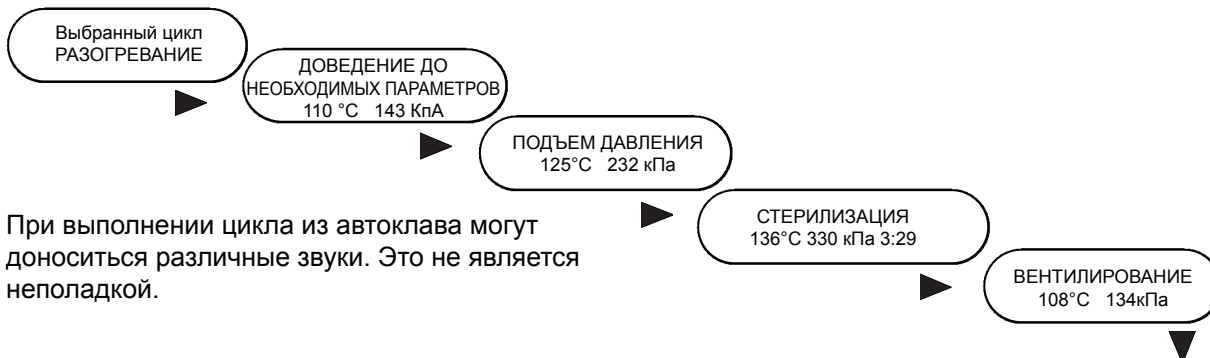 Выбранный цикл
РАЗОГРЕВАНИЕ
ДОВЕДЕНИЕ ДО
НЕОБХОДИМЫХ ПАРАМЕТРОВ
110 °C 143 КпА
ПОДЪЕМ ДАВЛЕНИЯ
125°C 232 кПа
СТЕРИЛИЗАЦИЯ
136°C 330 кПа 3:29
ВЕНТИЛИРОВАНИЕ
108°C 134кПа
При выполнении цикла из автоклава могут
доноситься различные звуки. Это не является
неполадкой.